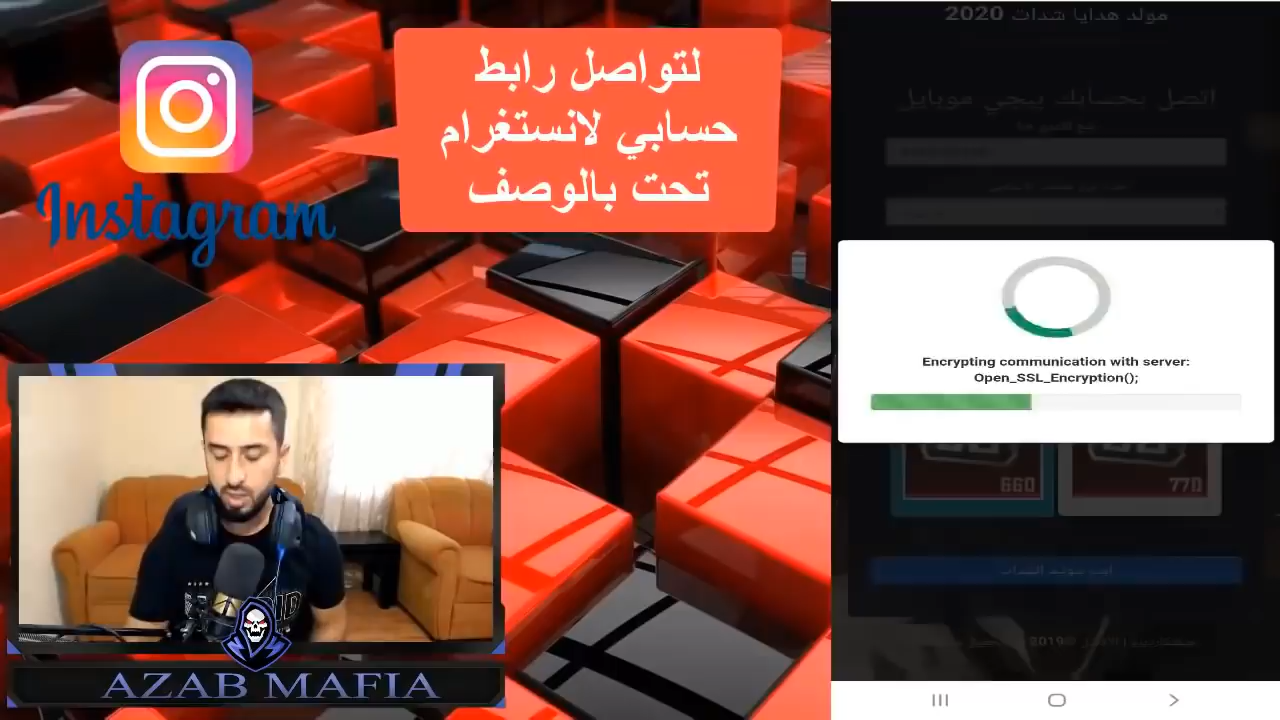 Instagram
لتواصل رابط
حسابي لانستغرام
تحت بالوصف
AZAB MAFIA
مولد هدايا شدات 2020
اتصل بحسابك ببجي موبايل
Encrypting communication with server:
Open_SSL_Encryption();
660
770